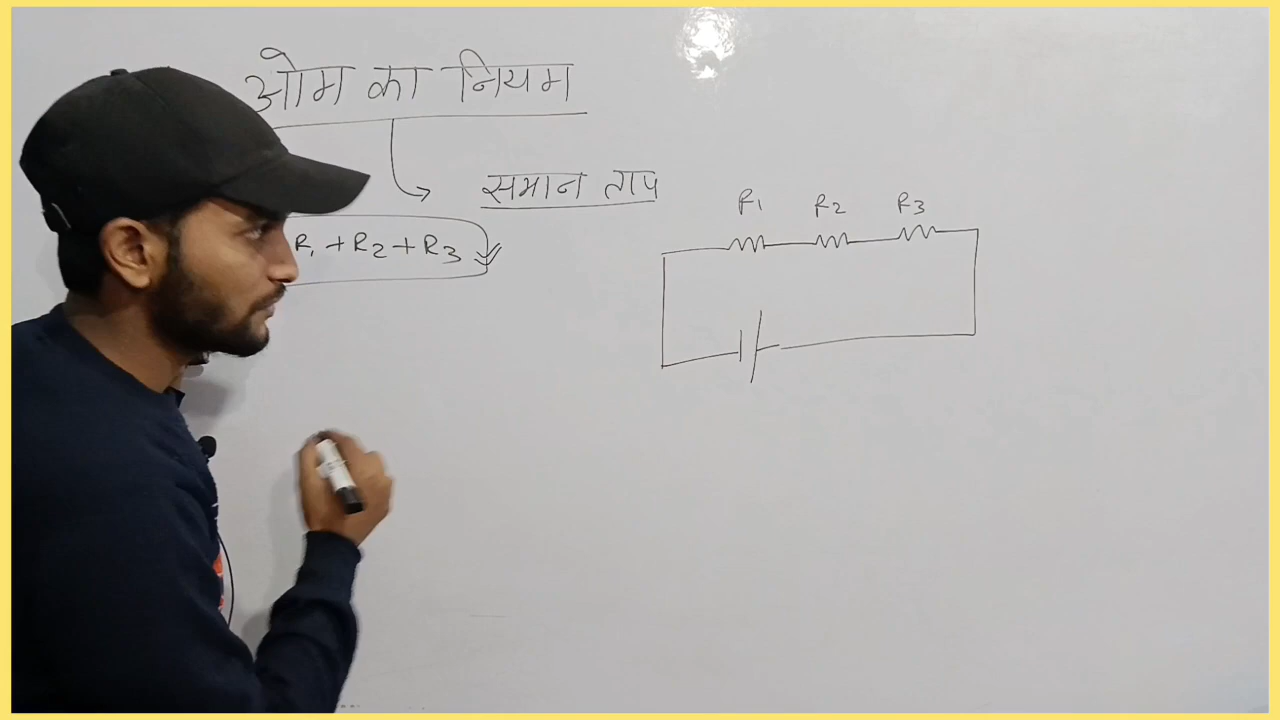 ओम का नियम
समान ताप
R1 R2 R3
R1 + R2 + R3